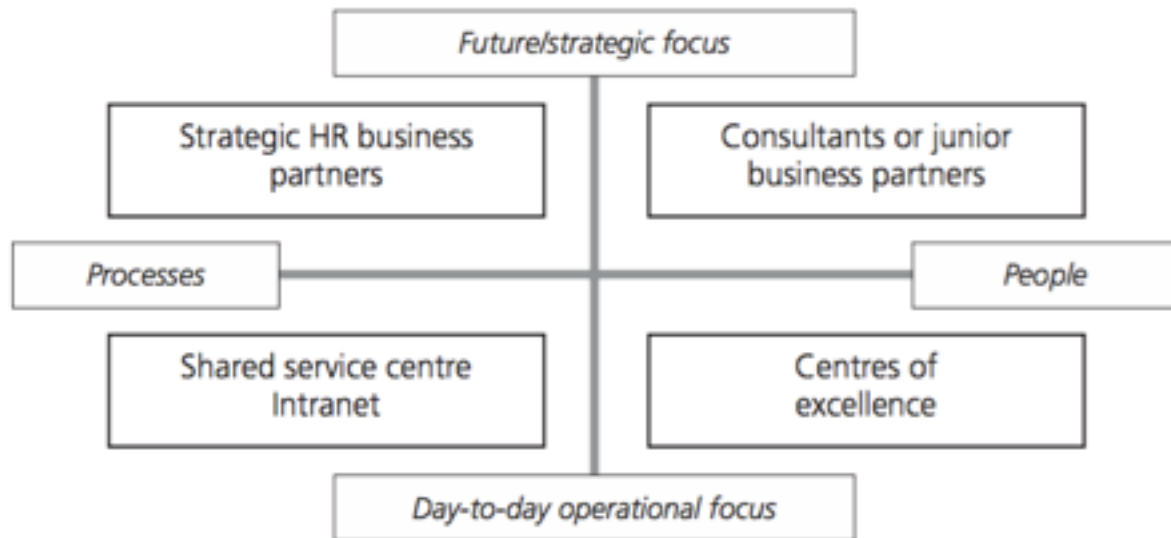 Future/strategic focus
Strategic HR business
partners
Consultants or junior
business partners
Processes
People
Shared service centre
Intranet
Centres of
excellence
Day-to-day operational focus